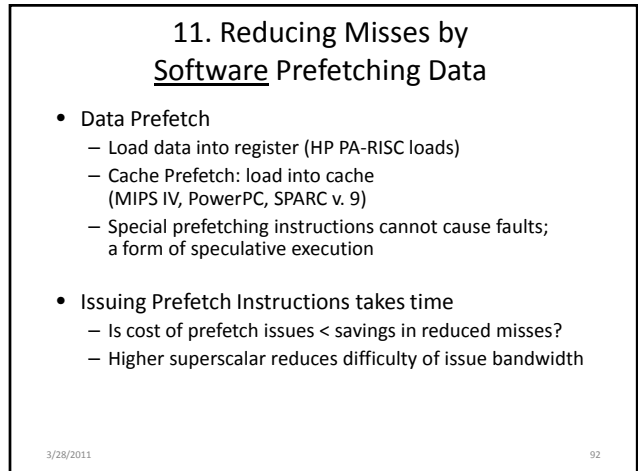 11. Reducing Misses by
Software Prefetching Data
• Data Prefetch
– Load data into register (HP PA-RISC loads)
– Cache Prefetch: load into cache
(MIPS IV, PowerPC, SPARC v. 9)
– Special prefetching instructions cannot cause faults;
a form of speculative execution
• Issuing Prefetch Instructions takes time
– Is cost of prefetch issues < savings in reduced misses?
– Higher superscalar reduces difficulty of issue bandwidth
3/28/2011
92